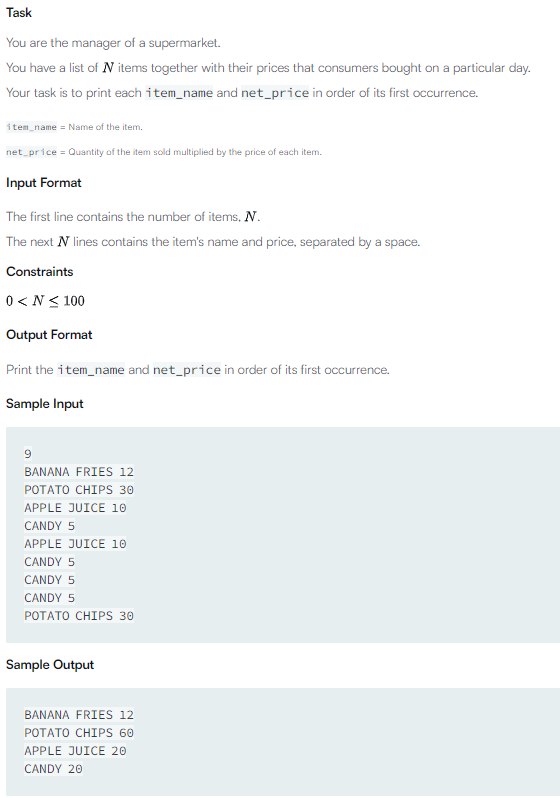 Task
You are the manager of a supermarket.
You have a list of N items together with their prices that consumers bought on a particular day.
Your task is to print each item_name and net_price in order of its first occurrence.
item_name = Name of the item.
net_price = Quantity of the item sold multiplied by the price of each item.
Input Format
The first line contains the number of items, N.
The next N lines contains the item's name and price, separated by a space.
Constraints
0 < N ≤ 100
Output Format
Print the item_name and net_price in order of its first occurrence.
Sample Input
9
BANANA FRIES 12
POTATO CHIPS 30
APPLE JUICE 10
CANDY 5
APPLE JUICE 10
CANDY 5
CANDY 5
CANDY 5
POTATO CHIPS 30
Sample Output
BANANA FRIES 12
POTATO CHIPS 60
APPLE JUICE 20
CANDY 20